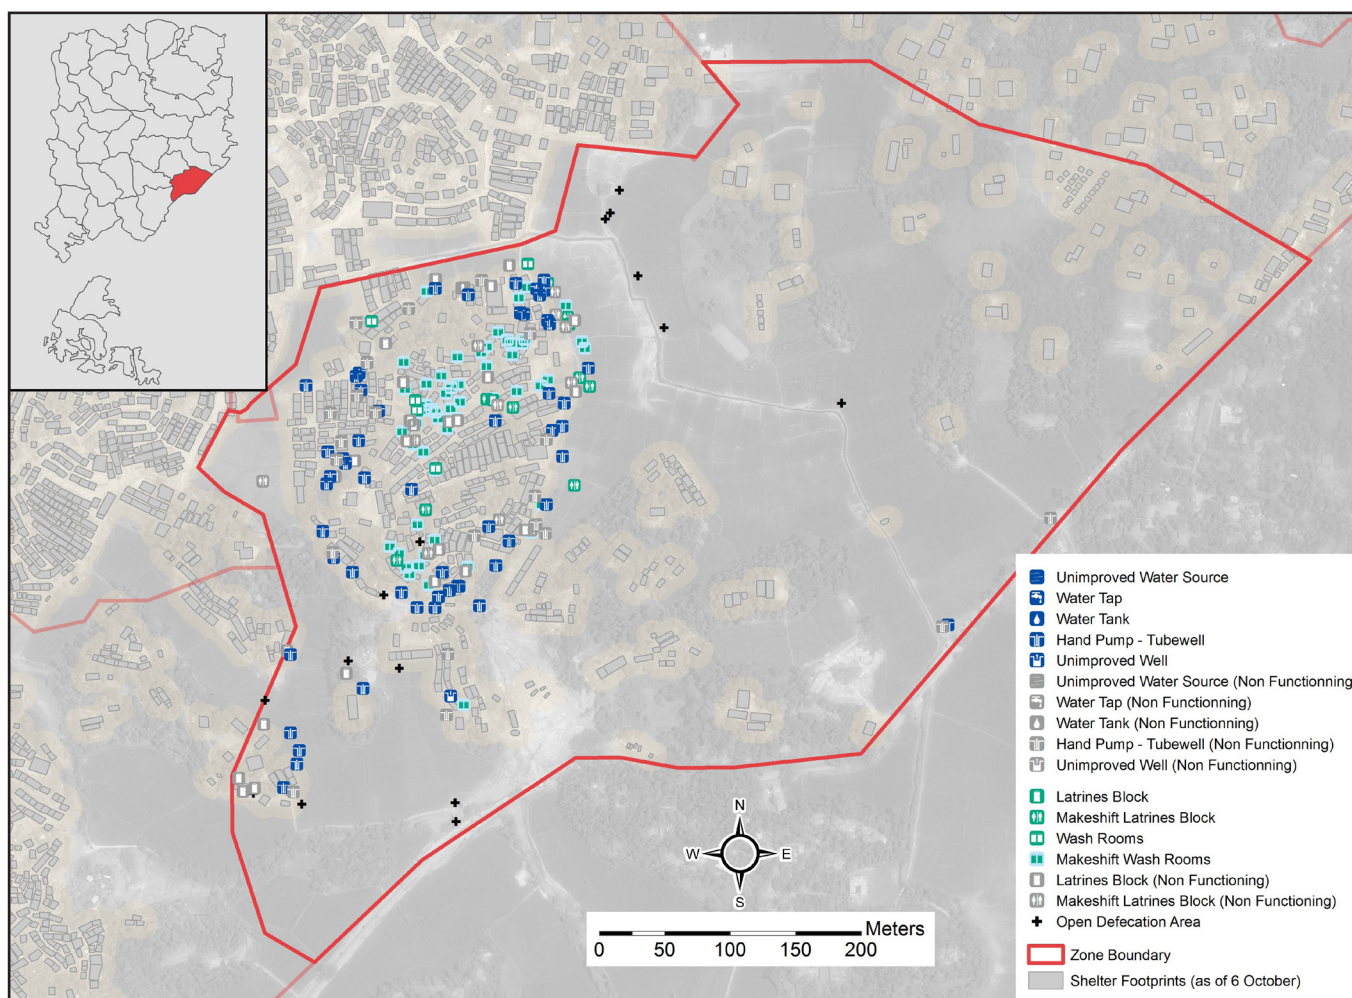 Unimproved Water Source
Water Tap
Water Tank
Hand Pump - Tubewell
Unimproved Well
Unimproved Water Source (Non Functionning
Water Tap (Non Functionning)
Water Tank (Non Functionning)
Hand Pump - Tubewell (Non Functionning)
Unimproved Well (Non Functionning)
Latrines Block
Makeshift Latrines Block
Wash Rooms
Makeshift Wash Rooms
Latrines Block (Non Functioning)
Makeshift Latrines Block (Non Functioning)
Open Defecation Area
Zone Boundary
Shelter Footprints (as of 6 October)
N
W E
S
Meters
0 50 100 150 200